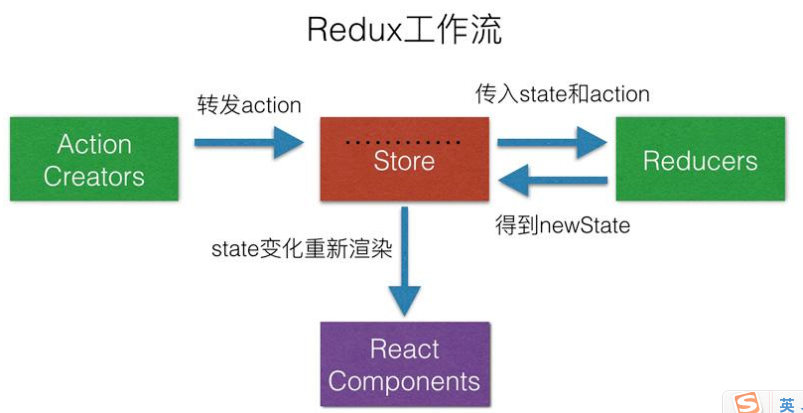 Redux工作流
转发action
传入state和action
Action
Creators
Store
Reducers
得到newState
state变化重新渲染
React
Components
英